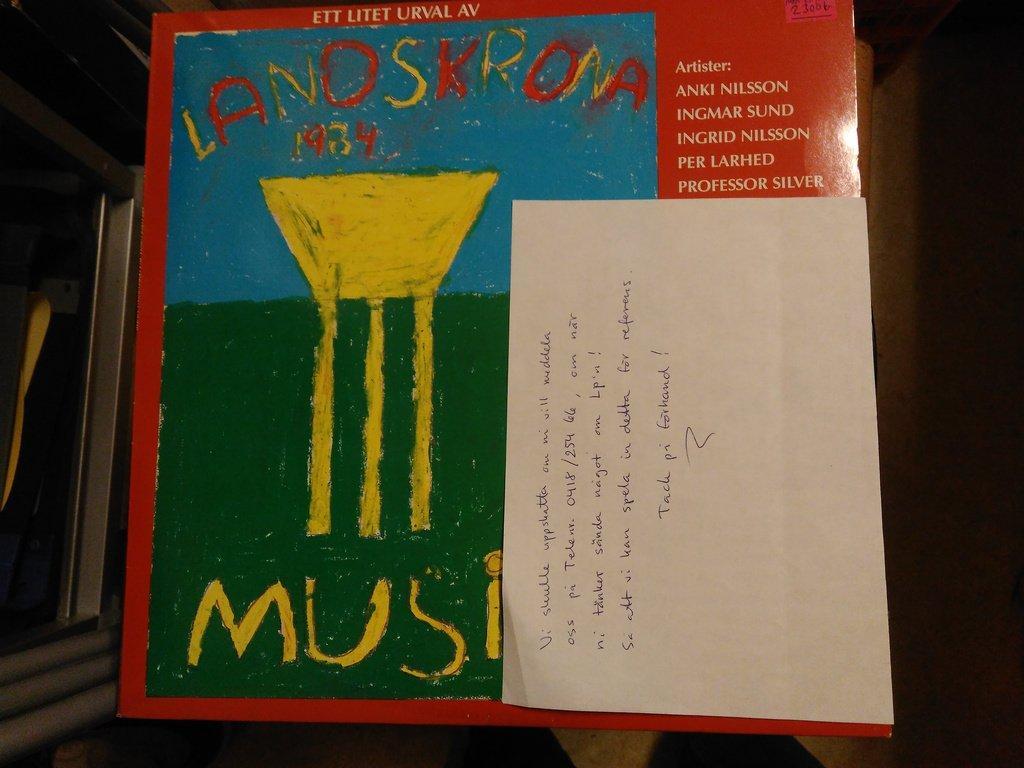 ETT LITET URVAL AV
LANDSKRONA
1984
MUSI
Artister:
ANKI NILSSON
INGMAR SUND
INGRID NILSSON
PER LARHED
PROFESSOR SILVER
Vi skulle uppskatta om ni vill meddela
oss på Telenr. 0418/254 66, om när
ni tänker sända något om Lp'n!
Så att vi kan spela in detta för referens.
Tack på förhand!